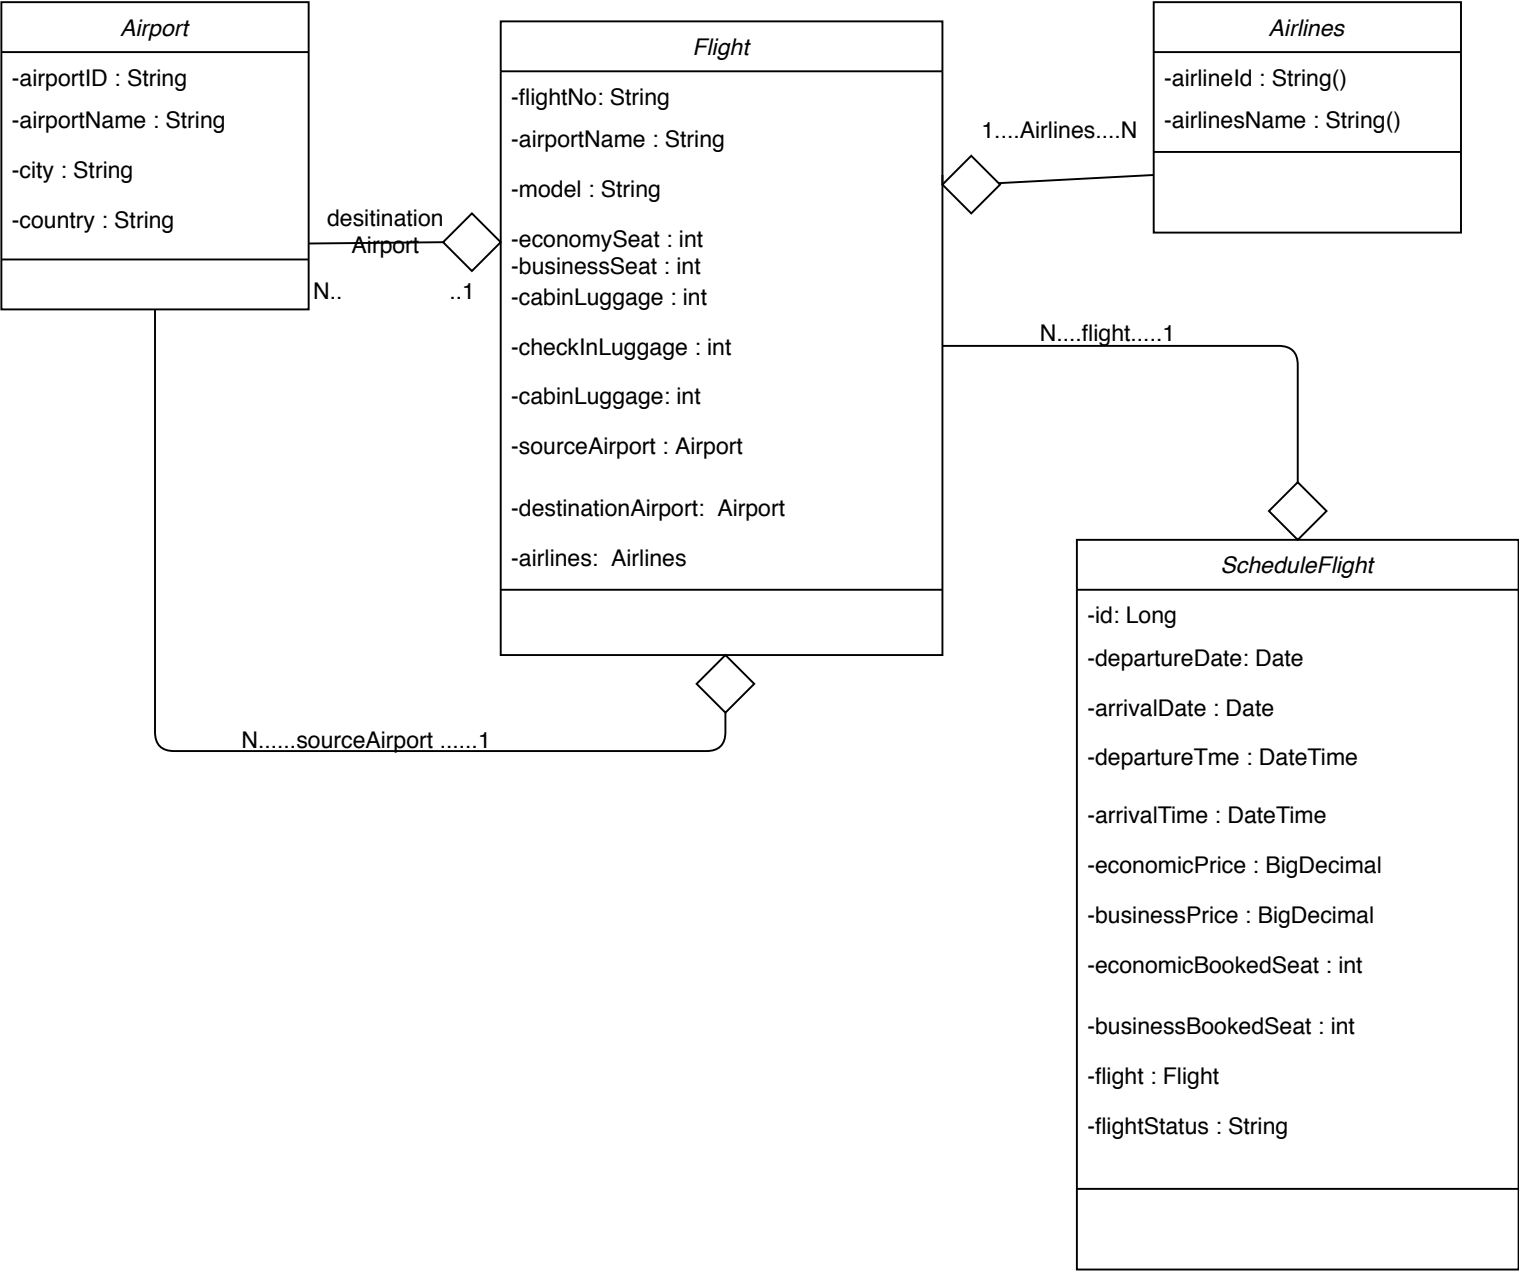 Airport
-airportID : String
-airportName : String
-city : String
-country : String
desitination
Airport
N..
..1
Flight
-flightNo: String
-airportName : String
-model : String
-economySeat : int
-businessSeat : int
-cabinLuggage : int
-checkInLuggage : int
-cabinLuggage: int
-sourceAirport : Airport
-destinationAirport:  Airport
-airlines:  Airlines
1....Airlines....N
Airlines
-airlineId : String()
-airlinesName : String()
N....flight.....1
N......sourceAirport ......1
ScheduleFlight
-id: Long
-departureDate: Date
-arrivalDate : Date
-departureTme : DateTime
-arrivalTime : DateTime
-economicPrice : BigDecimal
-businessPrice : BigDecimal
-economicBookedSeat : int
-businessBookedSeat : int
-flight : Flight
-flightStatus : String